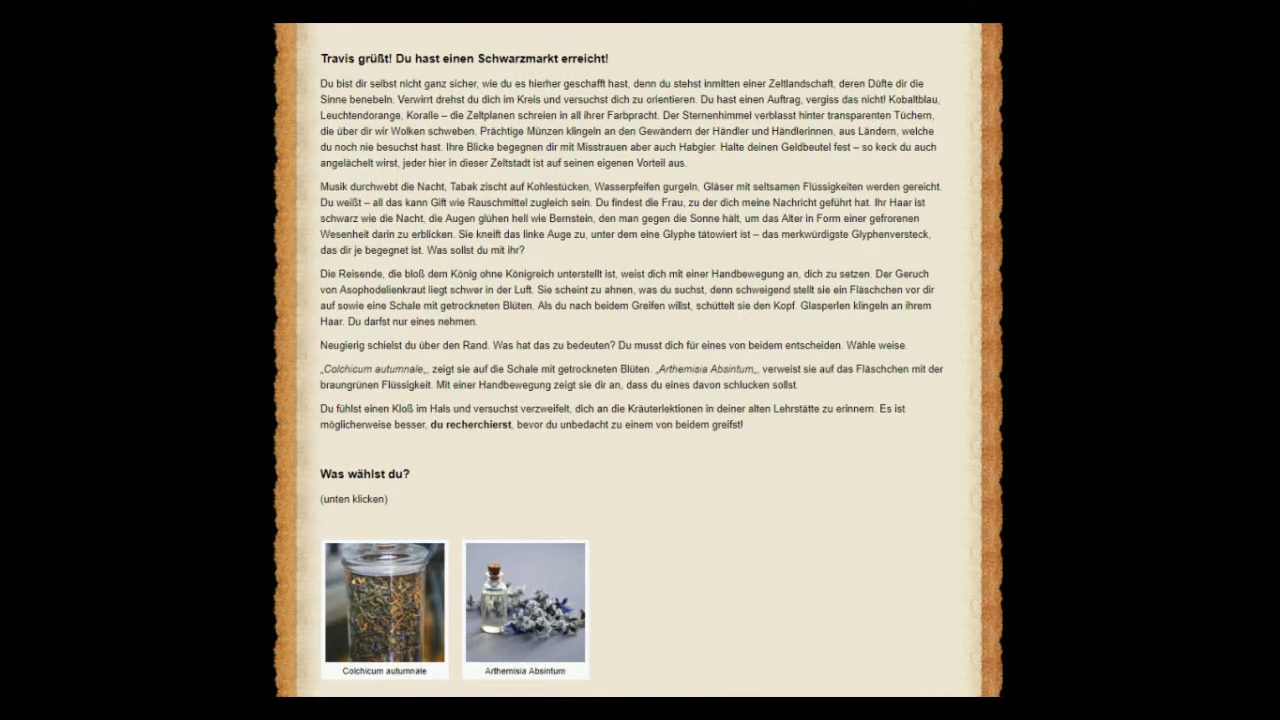 Travis grüßt! Du hast einen Schwarzmarkt erreicht!
Du bist dir selbst nicht ganz sicher, wie du es hierher geschafft hast, denn du stehst inmitten einer Zeltlandschaft, deren Düfte dir die
Sinne benebeln. Verwirrt drehst du dich im Kreis und versuchst dich zu orientieren. Du hast einen Auftrag, vergiss das nicht! Kobaltblau,
Leuchtendorange, Koralle – die Zeltplanen schreien in all ihrer Farbpracht. Der Sternenhimmel verblasst hinter transparenten Tüchern,
die über dir wir Wolken schweben. Prächtige Münzen klingeln an den Gewändern der Händler und Händlerinnen, aus Ländern, welche
du noch nie besuchst hast. Ihre Blicke begegnen dir mit Misstrauen aber auch Habgier. Halte deinen Geldbeutel fest – so keck du auch
angelächelt wirst, jeder hier in dieser Zeltstadt ist auf seinen eigenen Vorteil aus.
Musik durchwebt die Nacht, Tabak zischt auf Kohlestücken, Wasserpfeifen gurgeln, Gläser mit seltsamen Flüssigkeiten werden gereicht.
Du weißt – all das kann Gift wie Rauschmittel zugleich sein. Du findest die Frau, zu der dich meine Nachricht geführt hat. Ihr Haar ist
schwarz wie die Nacht, die Augen glühen hell wie Bernstein, den man gegen die Sonne hält, um das Alter in Form einer gefrorenen
Wesenheit darin zu erblicken. Sie kneift das linke Auge zu, unter dem eine Glyphe tätowiert ist – das merkwürdigste Glyphenversteck,
das dir je begegnet ist. Was sollst du mit ihr?
Die Reisende, die bloß dem König ohne Königreich unterstellt ist, weist dich mit einer Handbewegung an, dich zu setzen. Der Geruch
von Asophodelienkraut liegt schwer in der Luft. Sie scheint zu ahnen, was du suchst, denn schweigend stellt sie ein Fläschchen vor dir
auf sowie eine Schale mit getrockneten Blüten. Als du nach beidem Greifen willst, schüttelt sie den Kopf. Glasperlen klingeln an ihrem
Haar. Du darfst nur eines nehmen.
Neugierig schielst du über den Rand. Was hat das zu bedeuten? Du musst dich für eines von beidem entscheiden. Wähle weise.
„Colchicum autumnale„, zeigt sie auf die Schale mit getrockneten Blüten. „Arthemisia Absintum„, verweist sie auf das Fläschchen mit der
braungrünen Flüssigkeit. Mit einer Handbewegung zeigt sie dir an, dass du eines davon schlucken sollst.
Du fühlst einen Kloß im Hals und versuchst verzweifelt, dich an die Kräuterlektionen in deiner alten Lehrstätte zu erinnern. Es ist
möglicherweise besser, du recherchierst, bevor du unbedacht zu einem von beidem greifst!
Was wählst du?
(unten klicken)
Colchicum autumnale
Arthemisia Absintum